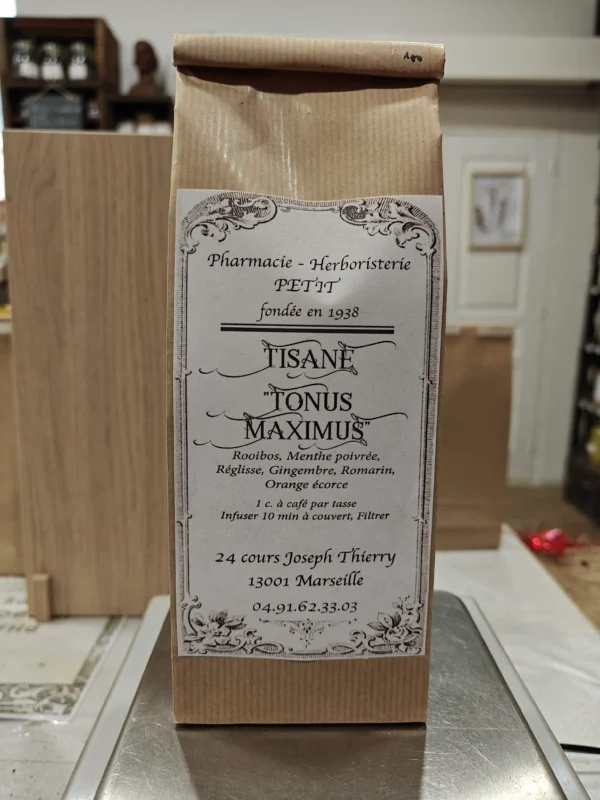 100
Pharmacie - Herboristerie
PETIT
fondée en 1938
TISANE
"TONUS
MAXIMUS"
Rooibos, Menthe poivrée,
Réglisse, Gingembre, Romarin,
Orange écorce
1 c. à café par tasse
Infuser 10 min à couvert, Filtrer
24 cours Joseph Thierry
13001 Marseille
04.91.62.33.03